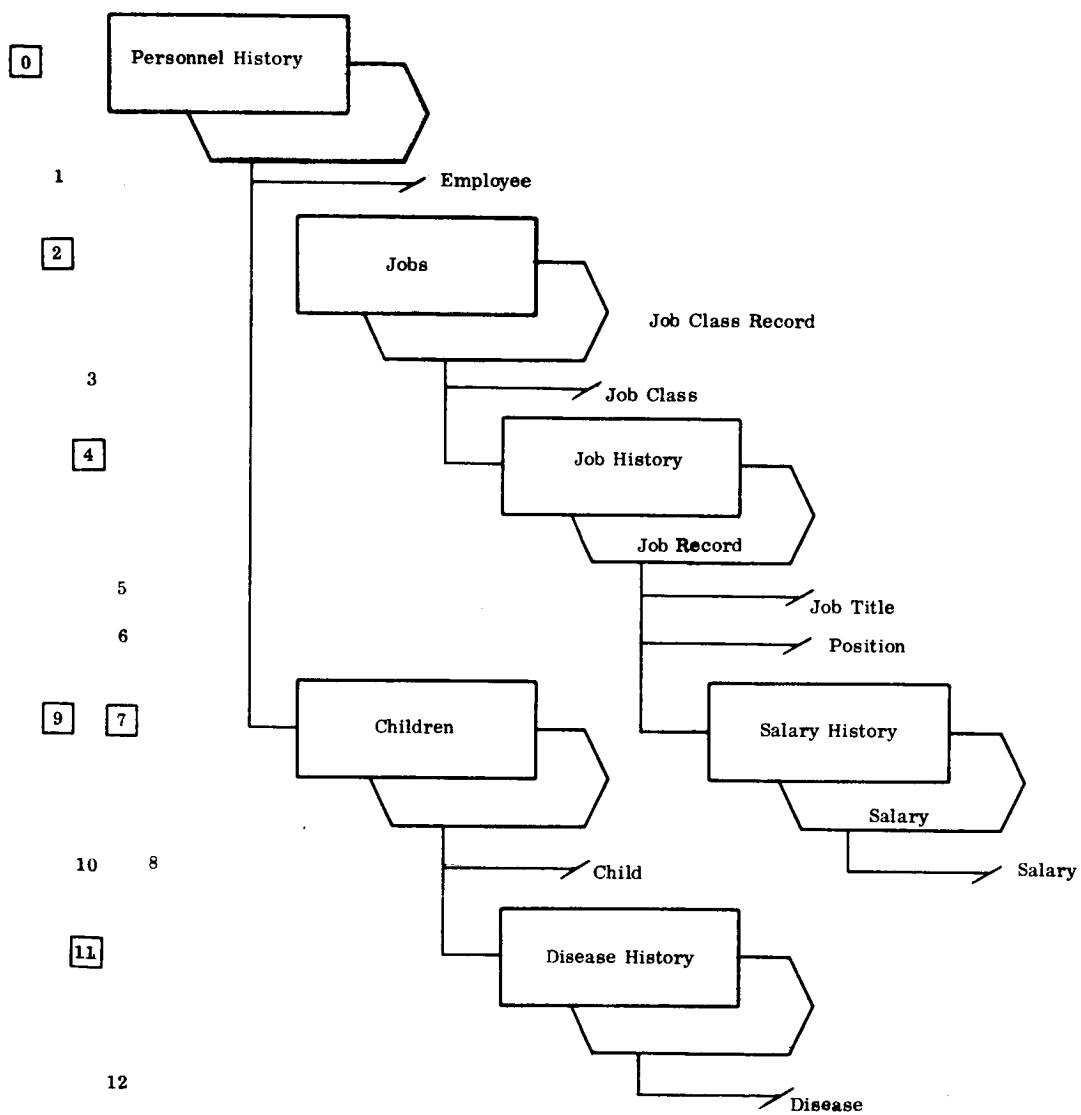 0 Personnel History
1 Employee
2 Jobs
Job Class Record
3 Job Class
4 Job History
Job Record
5 Job Title
6 Position
9 7 Children Salary History
Salary
10 8 Child Salary
11 Disease History
12 Disease